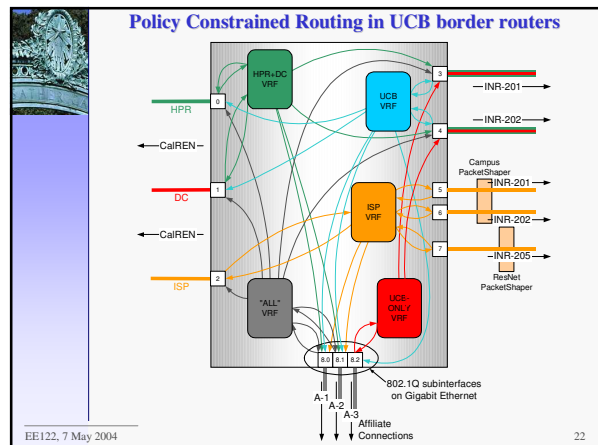 Policy Constrained Routing in UCB border routers
HPR+DC
VRF
UCB
VRF
ISP
VRF
"ALL"
VRF
UCB-
ONLY
VRF
0
1
2
3
4
5
6
7
8.0
8.1
8.2
HPR
CalREN
DC
CalREN
ISP
INR-201
INR-202
Campus
PacketShaper
INR-201
INR-202
INR-205
ResNet
PacketShaper
802.1Q subinterfaces
on Gigabit Ethernet
A-1
A-2
A-3
Affiliate
Connections
EE122, 7 May 2004
22